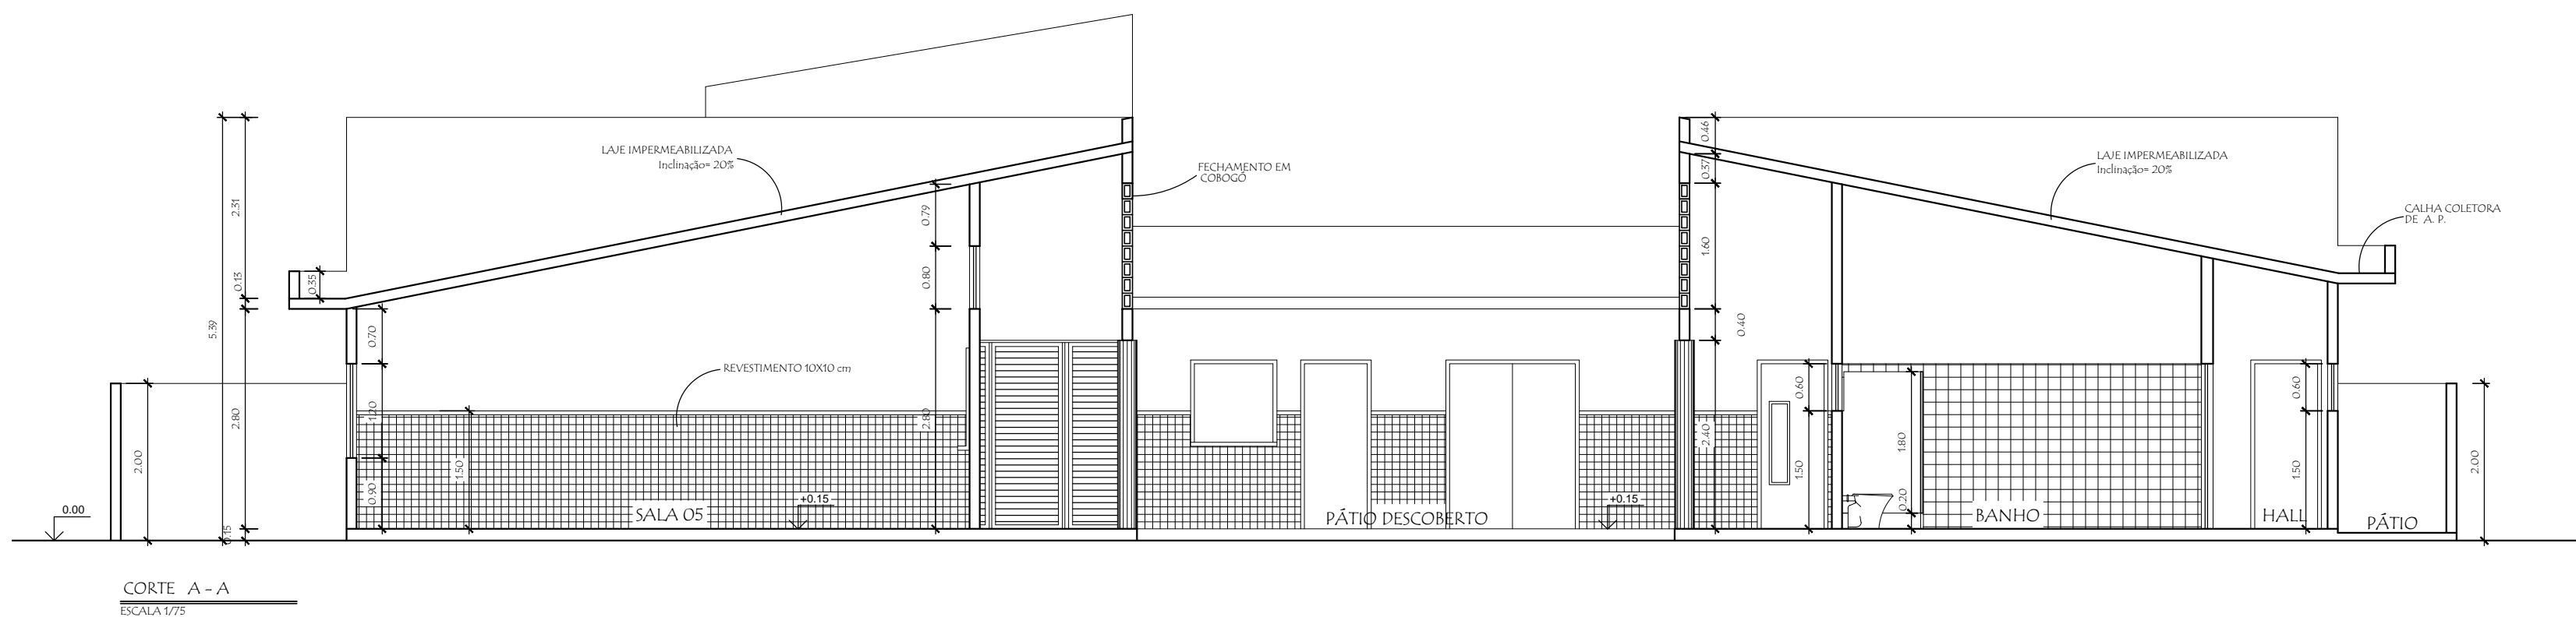 LAJE IMPERMEABILIZADA
Inclinação= 20%
FECHAMENTO EM
COBOGÓ
LAJE IMPERMEABILIZADA
Inclinação= 20%
CALHA COLETORA
DE A. P.
0.46
0.37
2.31
0.79
1.60
0.13
0.35
0.80
5.39
0.70
0.40
REVESTIMENTO 10X10 cm
2.80
1.20
2.80
0.60
0.60
2.00
1.50
2.40
1.50
1.80
1.50
2.00
0.90
0.20
0.00
0.15
+0.15
+0.15
SALA 05
PÁTIO DESCOBERTO
BANHO
HALL
PÁTIO
CORTE A - A
ESCALA 1/75